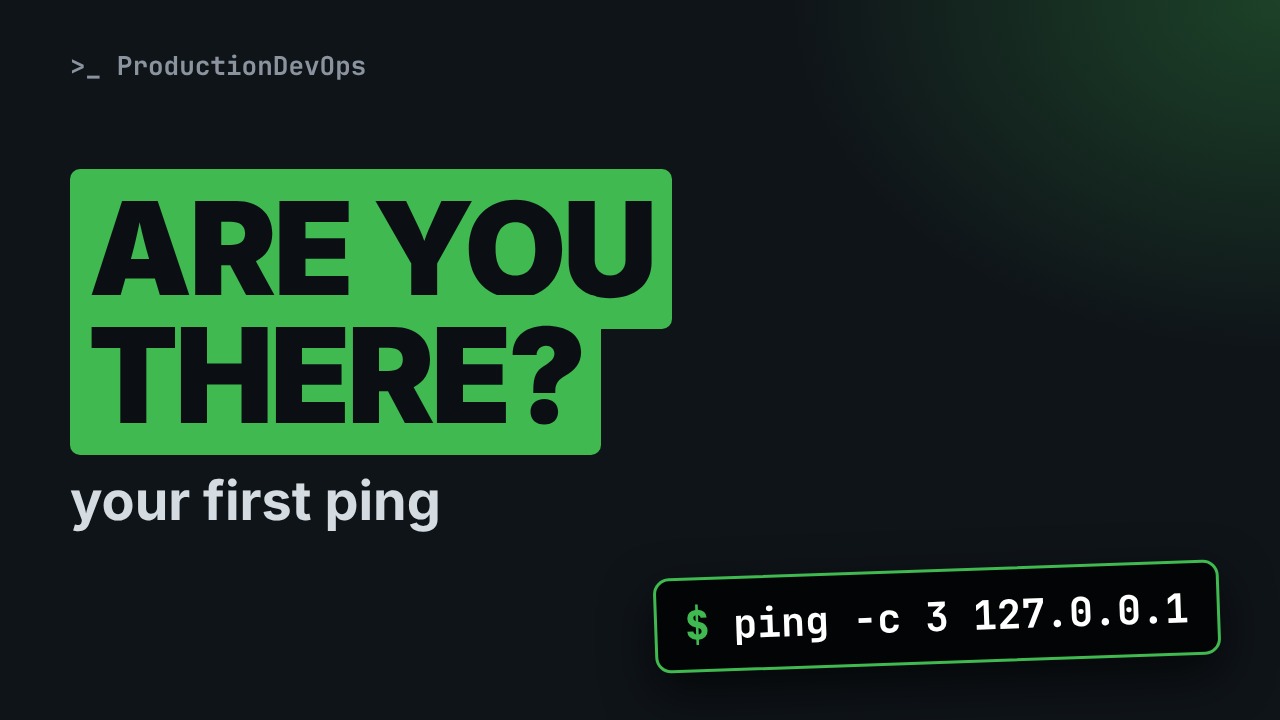 >_ ProductionDevOps
ARE YOU
THERE?
your first ping
$ ping -c 3 127.0.0.1